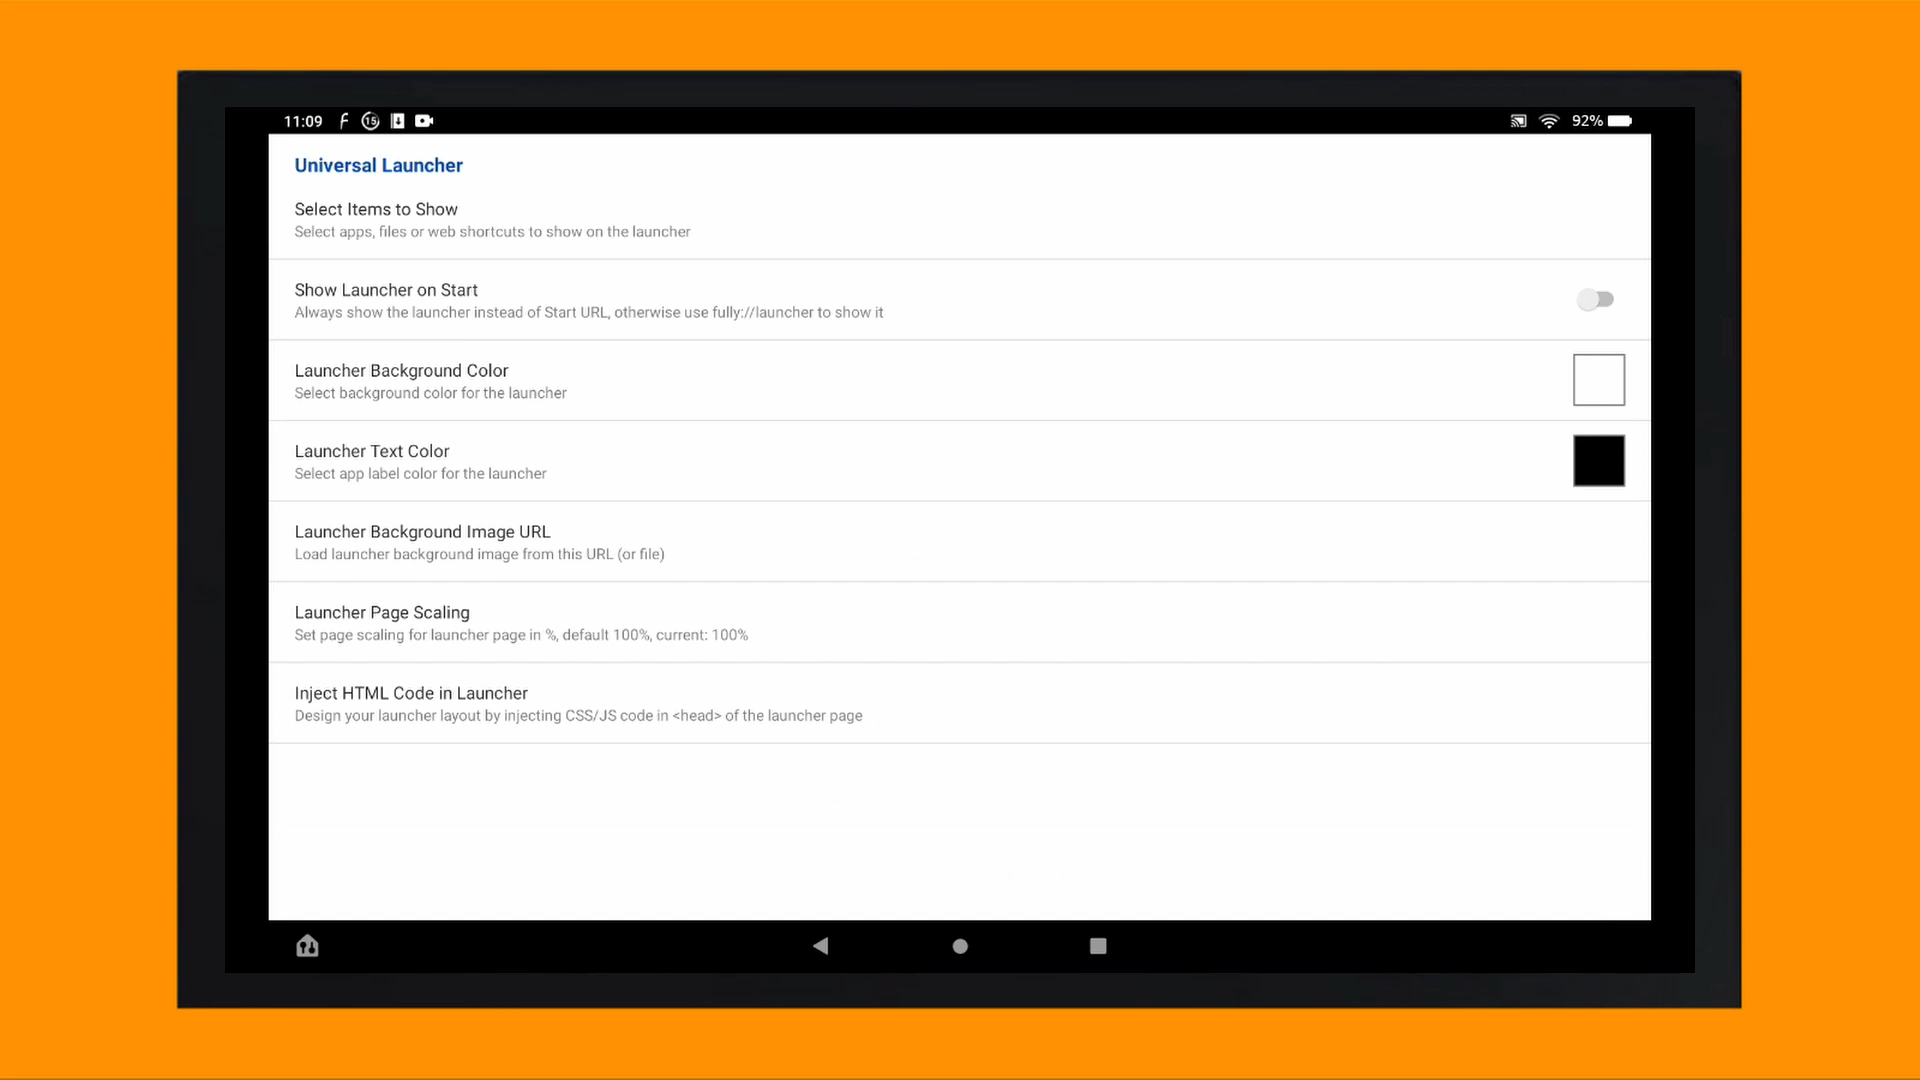 11:09
15
92%
Universal Launcher
Select Items to Show
Select apps, files or web shortcuts to show on the launcher
Show Launcher on Start
Always show the launcher instead of Start URL, otherwise use fully://launcher to show it
Launcher Background Color
Select background color for the launcher
Launcher Text Color
Select app label color for the launcher
Launcher Background Image URL
Load launcher background image from this URL (or file)
Launcher Page Scaling
Set page scaling for launcher page in %, default 100%, current: 100%
Inject HTML Code in Launcher
Design your launcher layout by injecting CSS/JS code in <head> of the launcher page